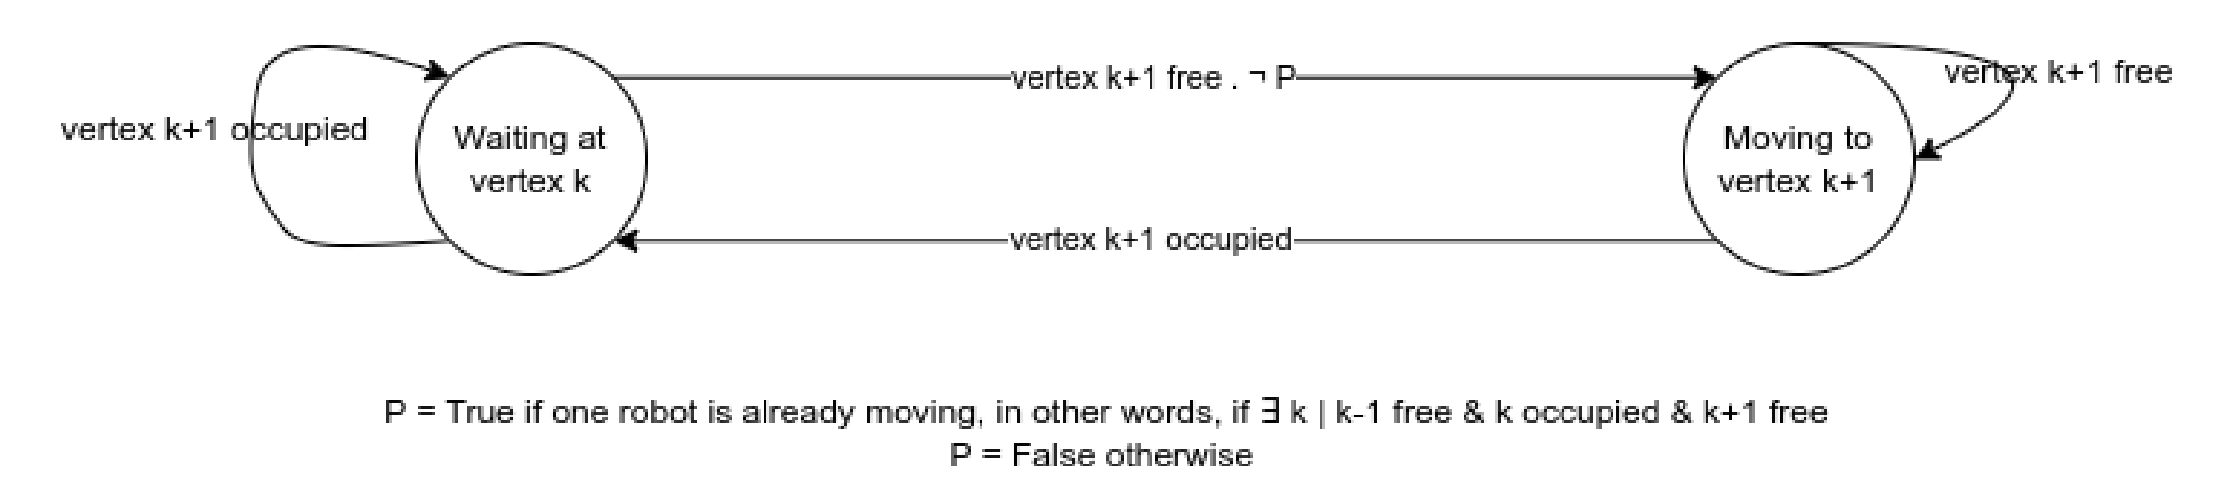 vertex k+1 free . ¬ P
vertex k+1 free
vertex k+1 occupied
Waiting at
vertex k
Moving to
vertex k+1
vertex k+1 occupied
P = True if one robot is already moving, in other words, if ∃ k | k-1 free & k occupied & k+1 free
P = False otherwise